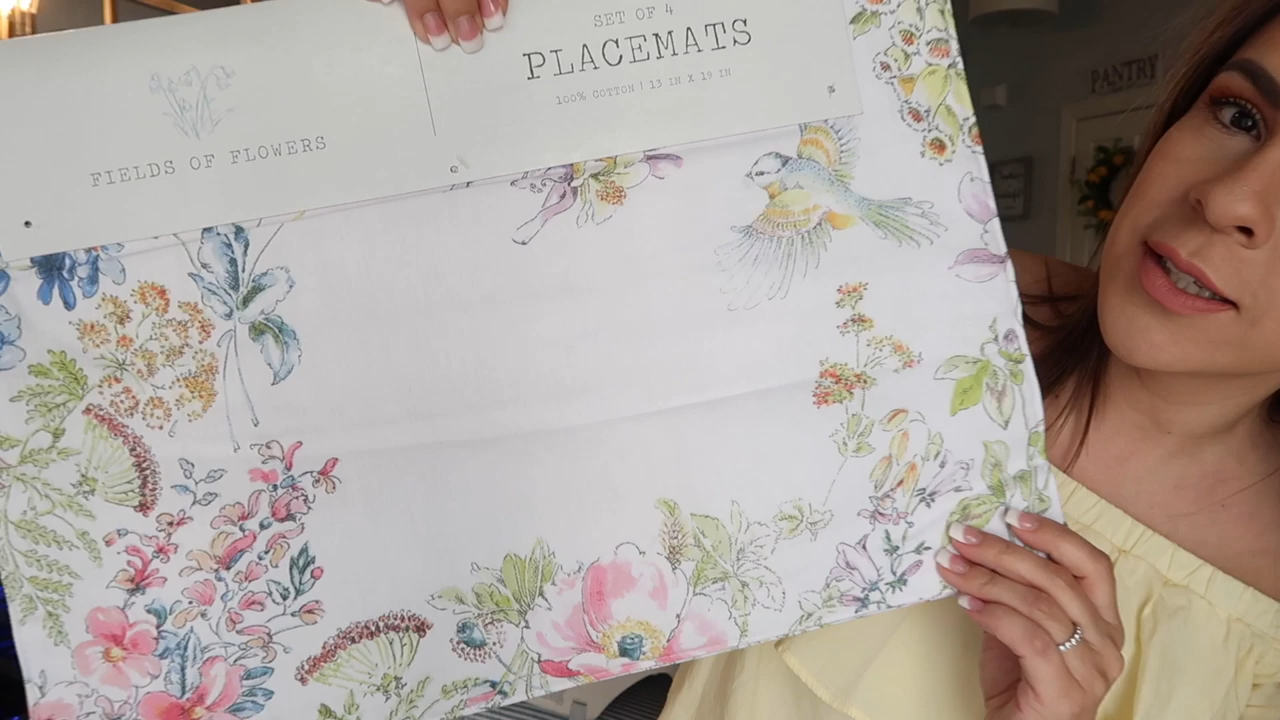 FIELDS OF FLOWERS
SET OF 4
PLACEMATS
100% COTTON | 13 IN X 19 IN
PANTRY